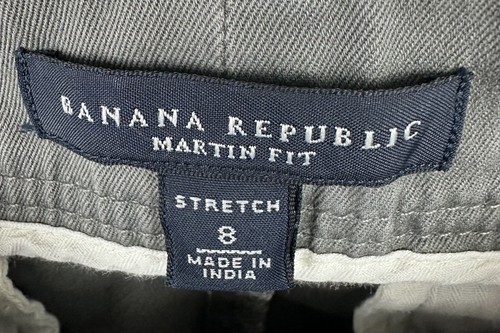 BANANA REPUBLIC
MARTIN FIT
STRETCH
8
MADE IN
INDIA